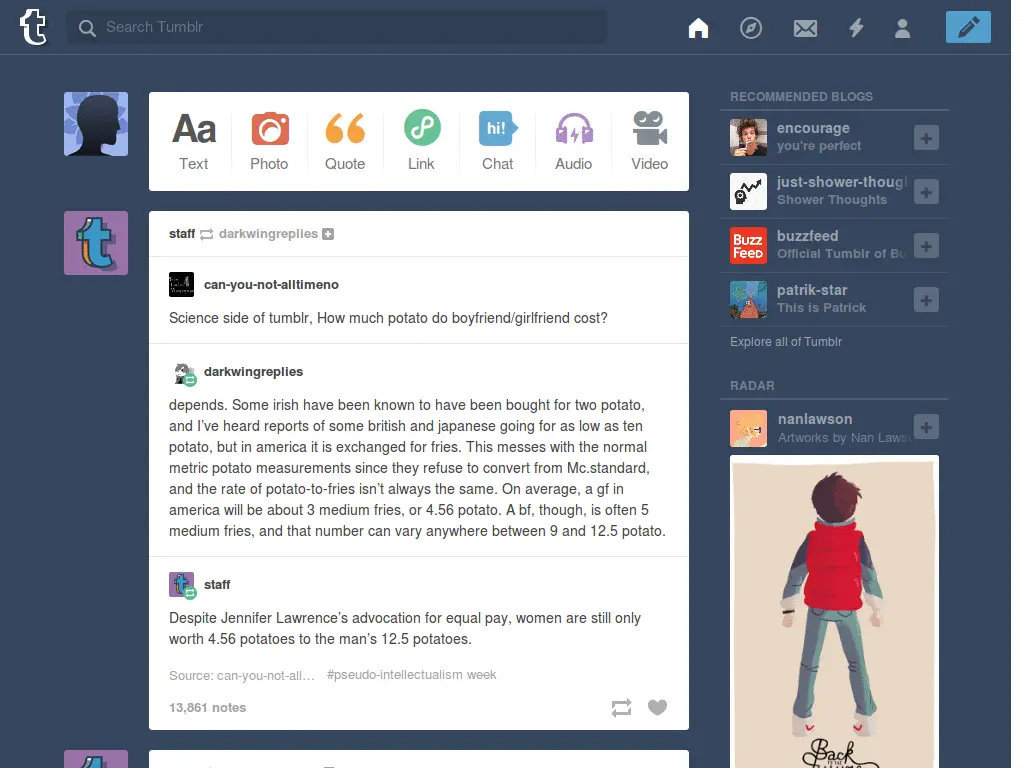 Search Tumblr
Aa
Text
Photo
Quote
Link
hi!
Chat
Audio
Video
staff darkwingreplies
can-you-not-alltimeno
Science side of tumblr, How much potato do boyfriend/girlfriend cost?
darkwingreplies
depends. Some irish have been known to have been bought for two potato,
and I've heard reports of some british and japanese going for as low as ten
potato, but in america it is exchanged for fries. This messes with the normal
metric potato measurements since they refuse to convert from Mc.standard,
and the rate of potato-to-fries isn't always the same. On average, a gf in
america will be about 3 medium fries, or 4.56 potato. A bf, though, is often 5
medium fries, and that number can vary anywhere between 9 and 12.5 potato.
staff
Despite Jennifer Lawrence's advocation for equal pay, women are still only
worth 4.56 potatoes to the man's 12.5 potatoes.
Source: can-you-not-all… #pseudo-intellectualism week
13,861 notes
RECOMMENDED BLOGS
encourage
you're perfect
just-shower-though
Shower Thoughts
Buzz
Feed
buzzfeed
Official Tumblr of Bu
patrik-star
This is Patrick
Explore all of Tumblr
RADAR
nanlawson
Artworks by Nan Laws
Back